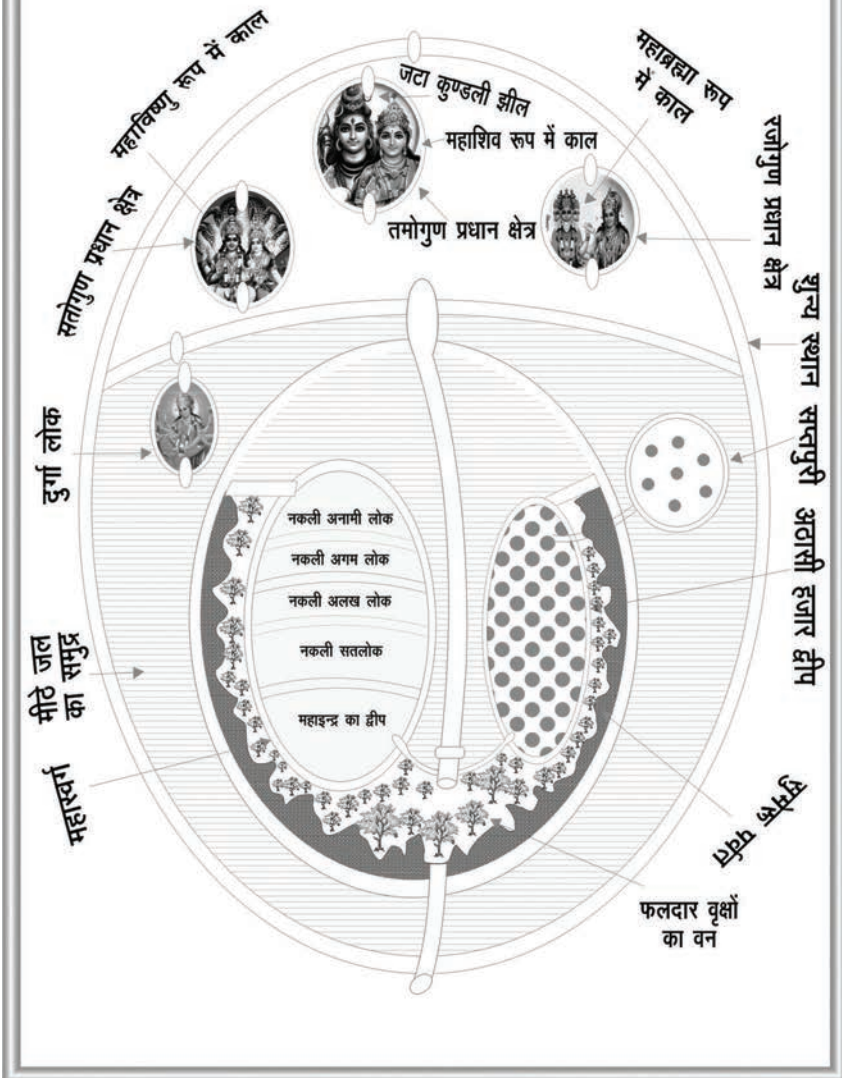 महाविष्णु रूप में काल
जटा कुण्डली झील
महाशिव रूप में काल
महाब्रह्मा रूप
में काल
सतोगुण प्रधान क्षेत्र
तमोगुण प्रधान क्षेत्र
रजोगुण प्रधान क्षेत्र
शुन्य स्थान
दुर्गा लोक
सप्तपुरी
नकली अनामी लोक
नकली अगम लोक
नकली अलख लोक
नकली सतलोक
महाइन्द्र का द्वीप
अठासी हजार द्वीप
मीठे जल
का समुद्र
महास्वर्ग
सुमेरू पर्वत
फलदार वृक्षों
का वन